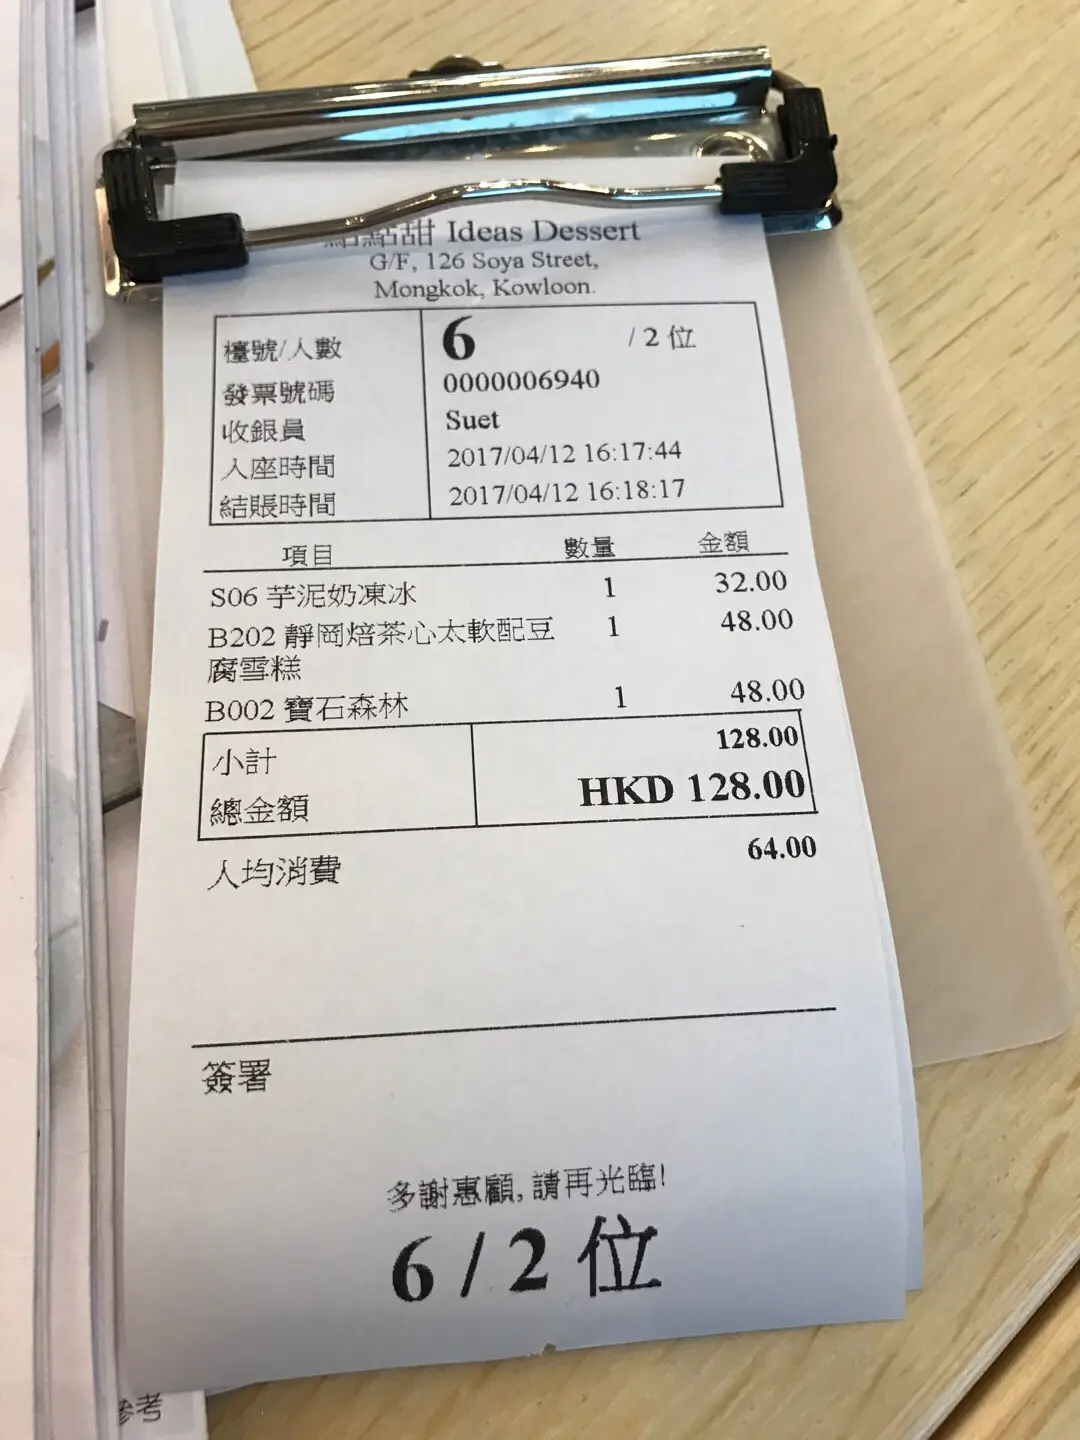 點點甜 Ideas Dessert
G/F, 126 Soya Street,
Mongkok, Kowloon.
檯號/人數 6 / 2 位
發票號碼 0000006940
收銀員 Suet
入座時間 2017/04/12 16:17:44
結賬時間 2017/04/12 16:18:17
項目 數量 金額
S06 芋泥奶凍冰 1 32.00
B202 靜岡焙茶心太軟配豆 1 48.00
腐雪糕
B002 寶石森林 1 48.00
小計 128.00
總金額 HKD 128.00
人均消費 64.00
簽署
多謝惠顧, 請再光臨!
6 / 2 位
參考